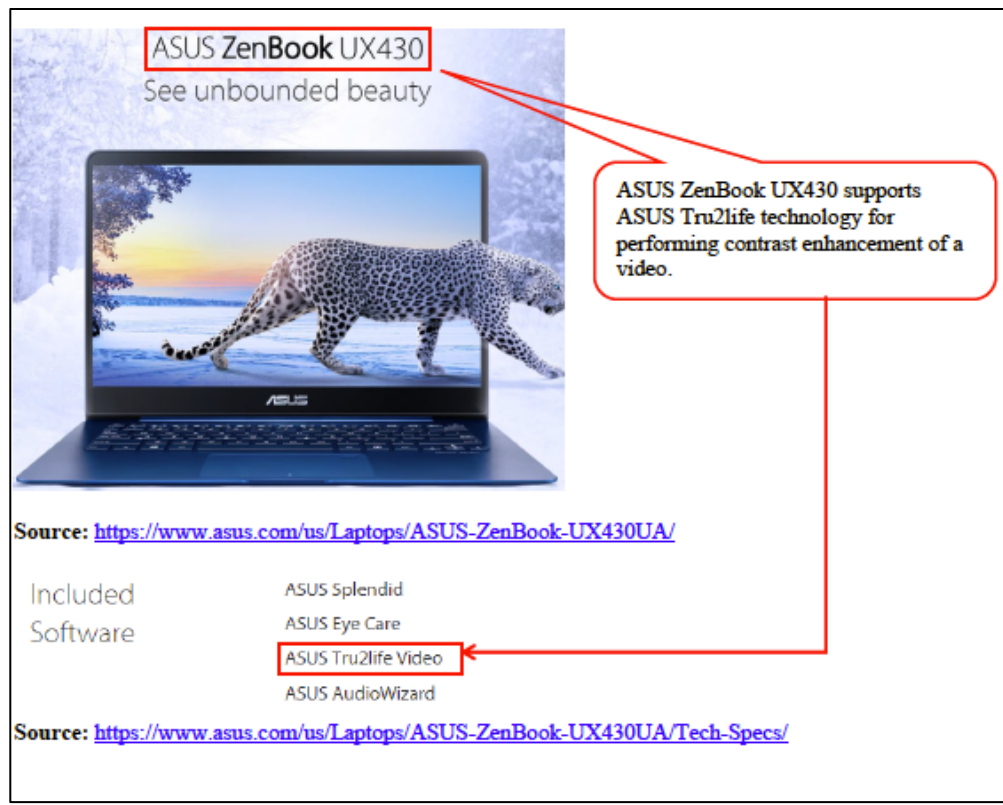 ASUS ZenBook UX430
See unbounded beauty
ASUS ZenBook UX430 supports
ASUS Tru2life technology for
performing contrast enhancement of a
video.
ASUS
Source: https://www.asus.com/us/Laptops/ASUS-ZenBook-UX430UA/
Included
Software
ASUS Splendid
ASUS Eye Care
ASUS Tru2life Video
ASUS AudioWizard
Source: https://www.asus.com/us/Laptops/ASUS-ZenBook-UX430UA/Tech-Specs/